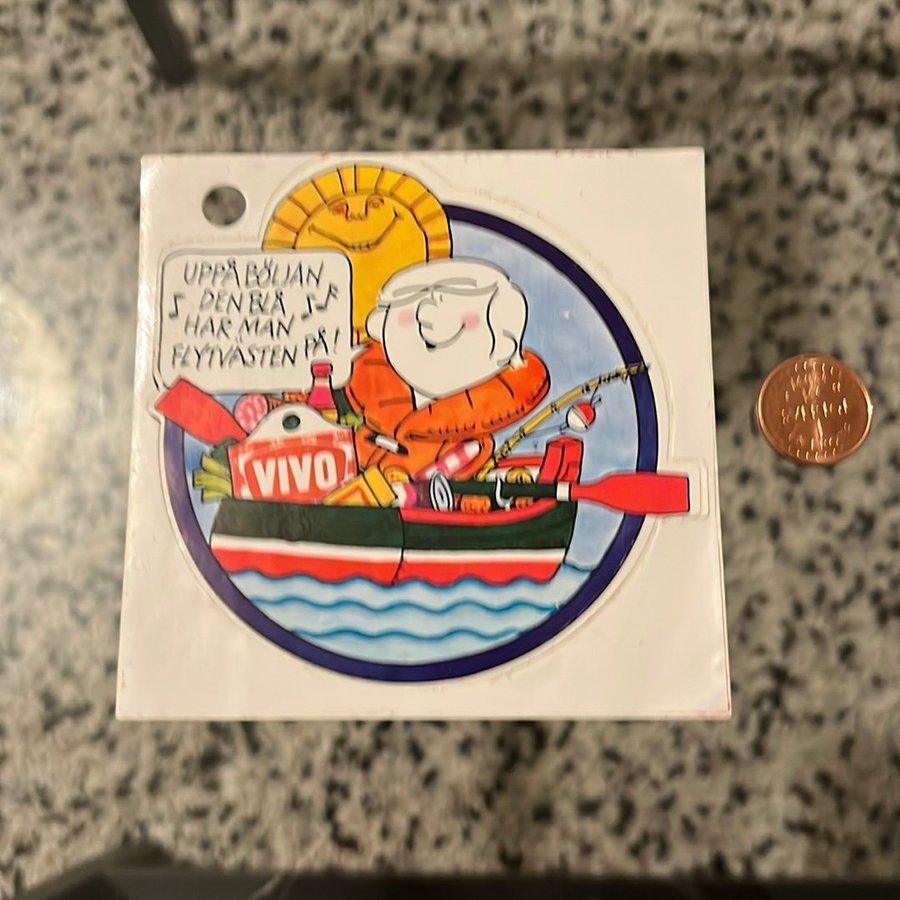 UPPÅ BÖLJAN
DEN BLÅ
HAR MAN
FLYTVÄSTEN PÅ!
VIVO